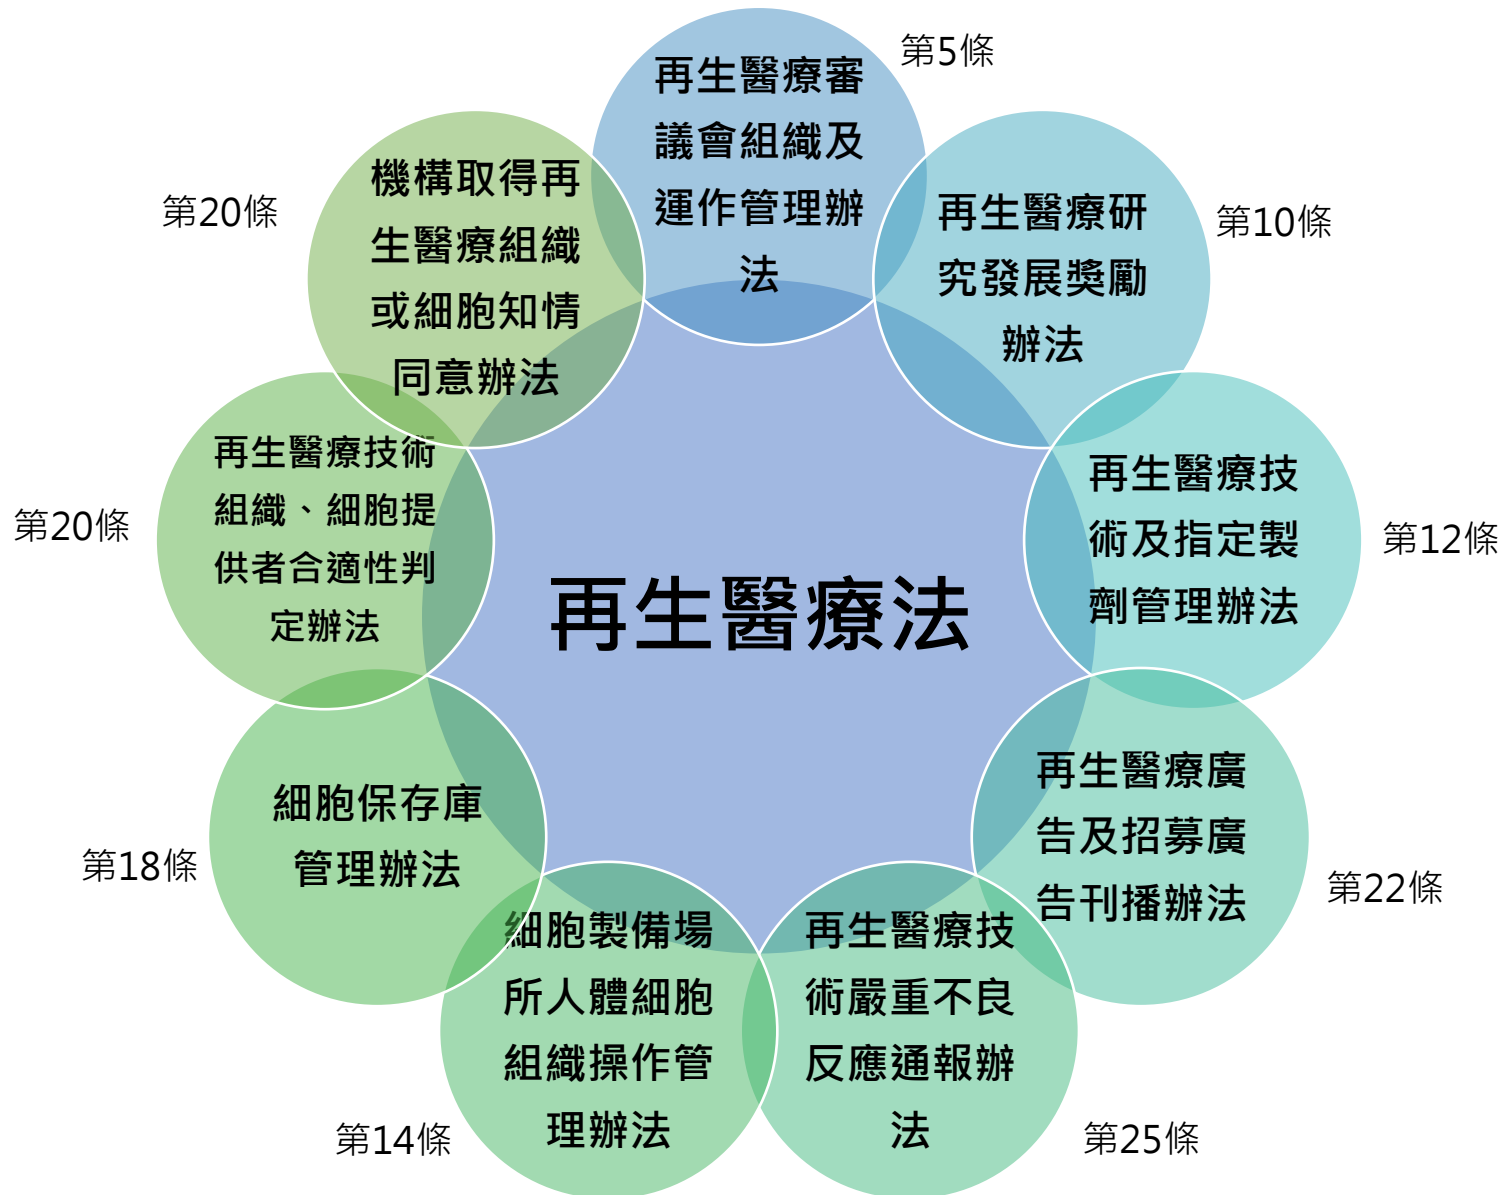 第5條
再生醫療審
議會組織及
運作管理辦
法
第10條
再生醫療研
究發展獎勵
辦法
第12條
再生醫療技
術及指定製
劑管理辦法
第22條
再生醫療廣
告及招募廣
告刊播辦法
第25條
再生醫療技
術嚴重不良
反應通報辦
法
第14條
細胞製備場
所人體細胞
組織操作管
理辦法
第18條
細胞保存庫
管理辦法
第20條
再生醫療技術
組織、細胞提
供者合適性判
定辦法
第20條
機構取得再
生醫療組織
或細胞知情
同意辦法
再生醫療法